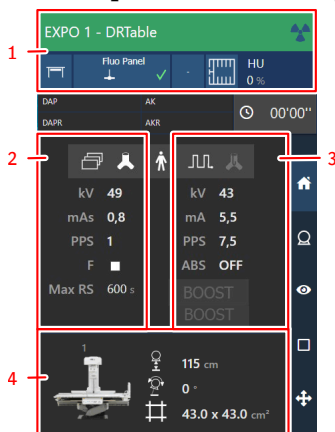 EXPO 1 - DRTable
1
Fluo Panel
-
HU
0 %
DAP AK
DAPR AKR
00'00''
2
3
kV 49 kV 43
mAs 0,8 mA 5,5
PPS 1 PPS 7,5
F ABS OFF
Max RS 600 s BOOST
BOOST
4
1
115 cm
0 °
43.0 x 43.0 cm²